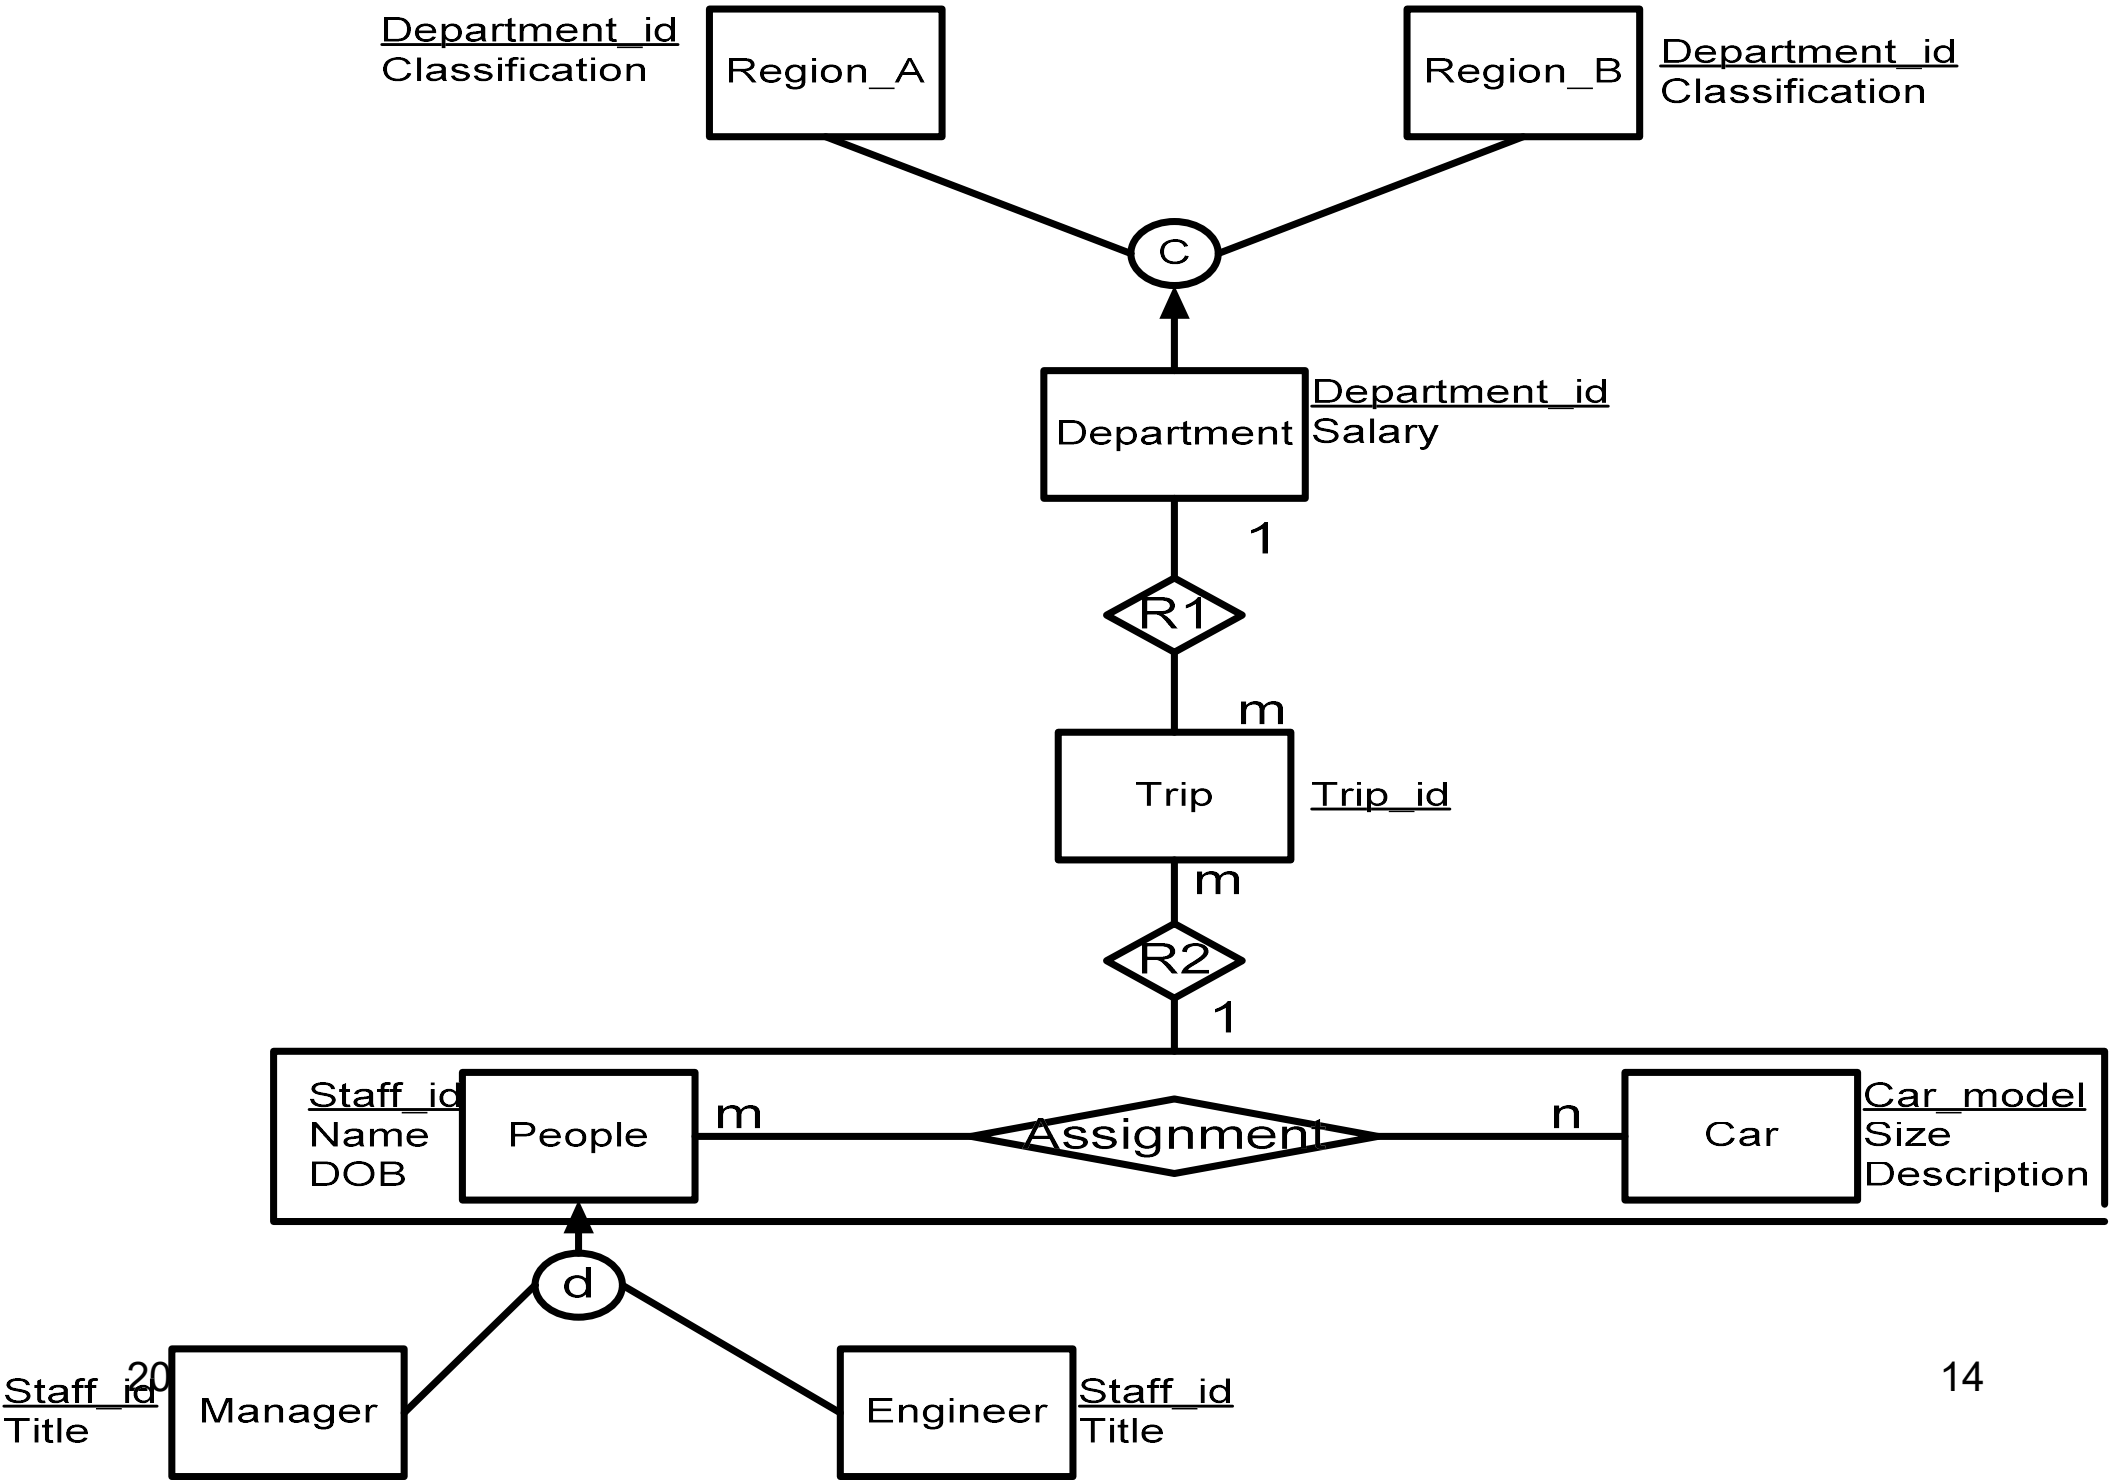 Department_id
Classification
Region_A
Region_B
Department_id
Classification
C
Department
Department_id
Salary
1
R1
m
Trip
Trip_id
m
R2
1
Staff_id
Name
DOB
People
m
Assignment
n
Car
Car_model
Size
Description
d
20
Staff_id
Title
Manager
Engineer
Staff_id
Title
14